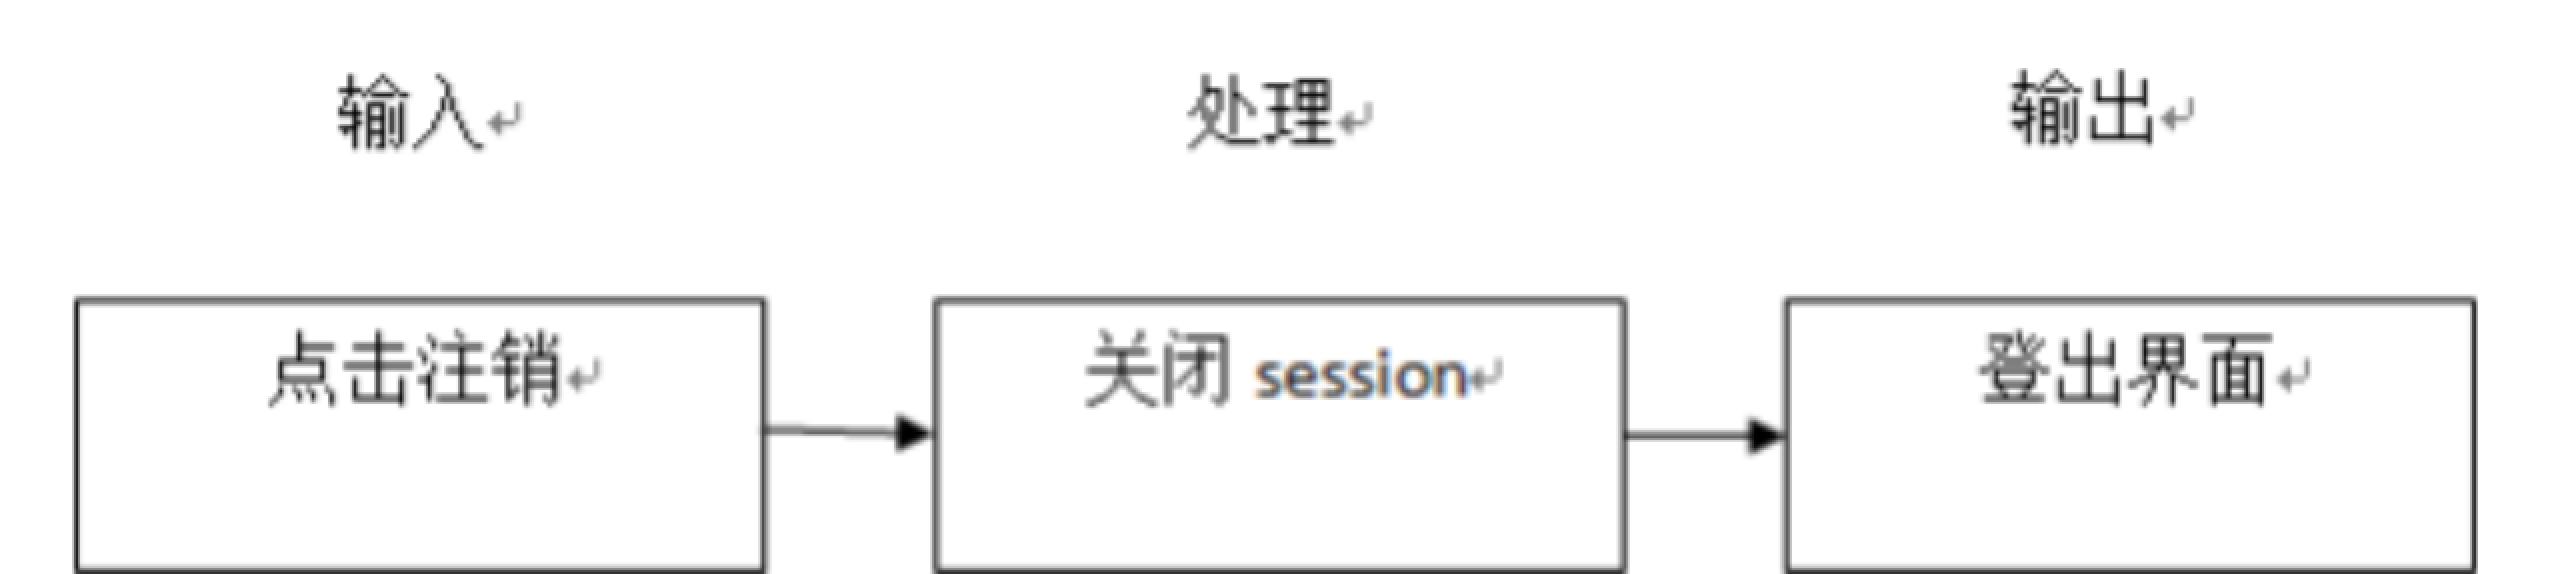 输入
处理
输出
点击注销
关闭 session
登出界面